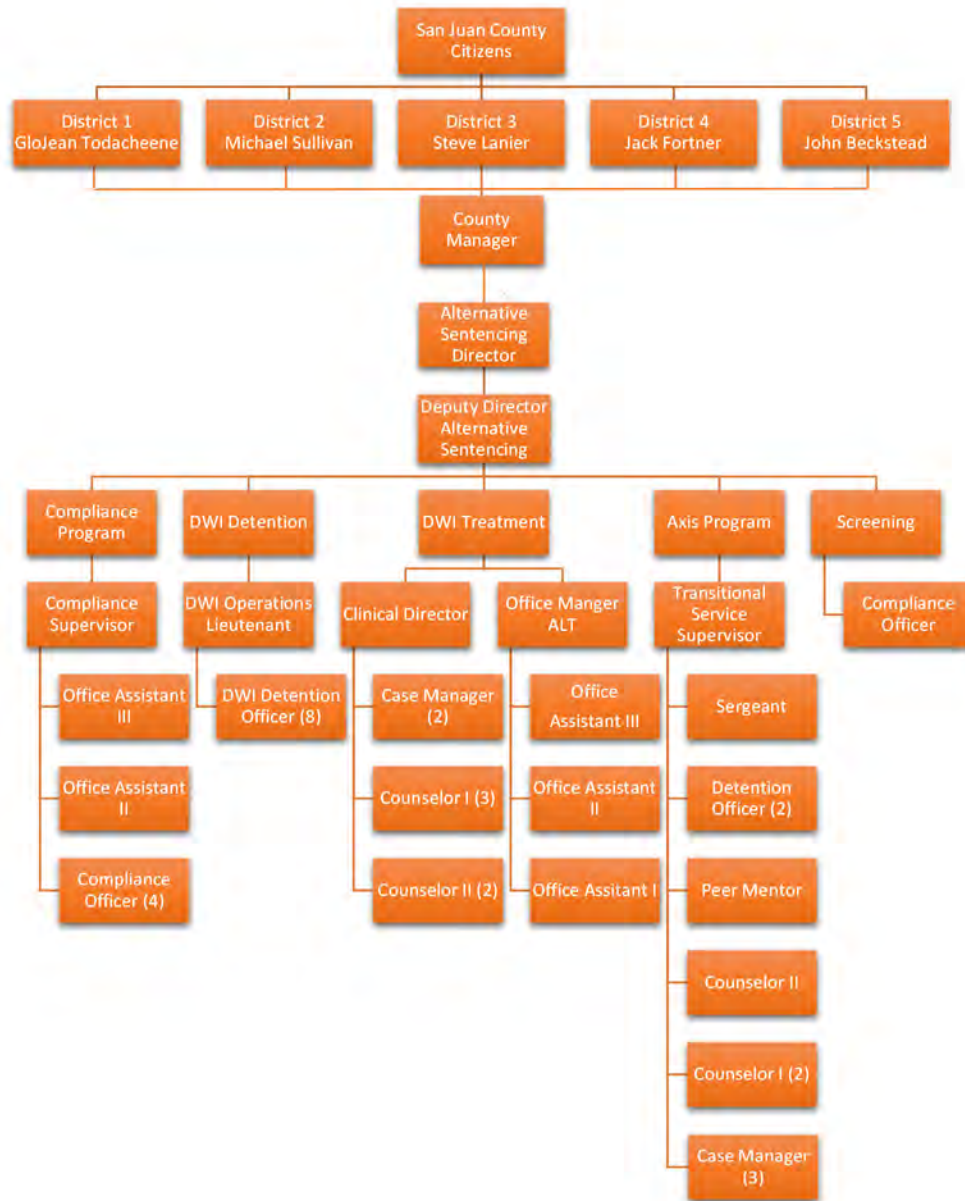 San Juan County
Citizens
District 1
GloJean Todacheene
District 2
Michael Sullivan
District 3
Steve Lanier
District 4
Jack Fortner
District 5
John Beckstead
County
Manager
Alternative
Sentencing
Director
Deputy Director
Alternative
Sentencing
Compliance
Program
DWI Detention
DWI Treatment
Axis Program
Screening
Compliance
Supervisor
DWI Operations
Lieutenant
Clinical Director
Office Manger
ALT
Transitional
Service
Supervisor
Compliance
Officer
Office Assistant
III
DWI Detention
Officer (8)
Case Manager
(2)
Office
Assistant III
Sergeant
Office Assistant
II
Counselor I (3)
Office Assistant
II
Detention
Officer (2)
Compliance
Officer (4)
Counselor II (2)
Office Assitant I
Peer Mentor
Counselor II
Counselor I (2)
Case Manager
(3)